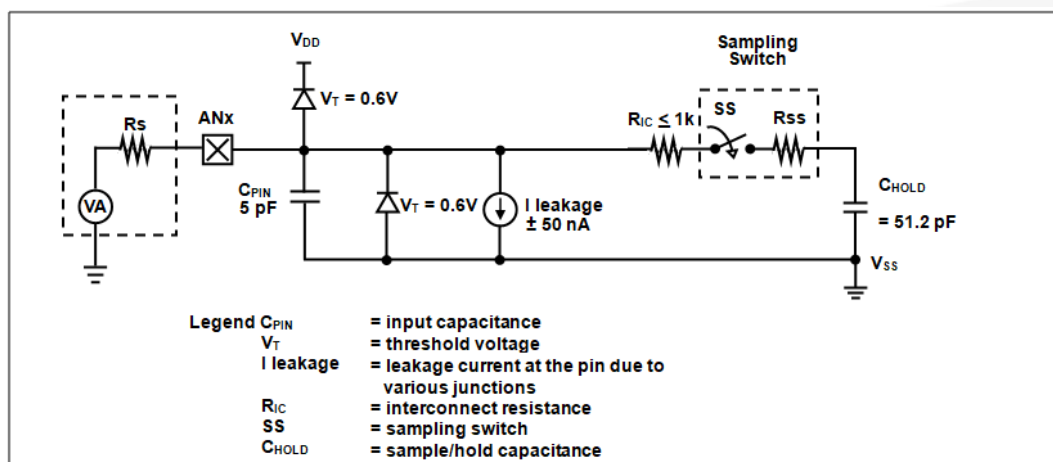 Sampling
Switch
VDD
VT = 0.6V
Rs
ANx
RIC ≤ 1k
SS
Rss
CPIN
5 pF
VT = 0.6V
I leakage
± 50 nA
CHOLD
= 51.2 pF
VA
VSS
Legend CPIN = input capacitance
VT = threshold voltage
I leakage = leakage current at the pin due to
various junctions
RIC = interconnect resistance
SS = sampling switch
CHOLD = sample/hold capacitance